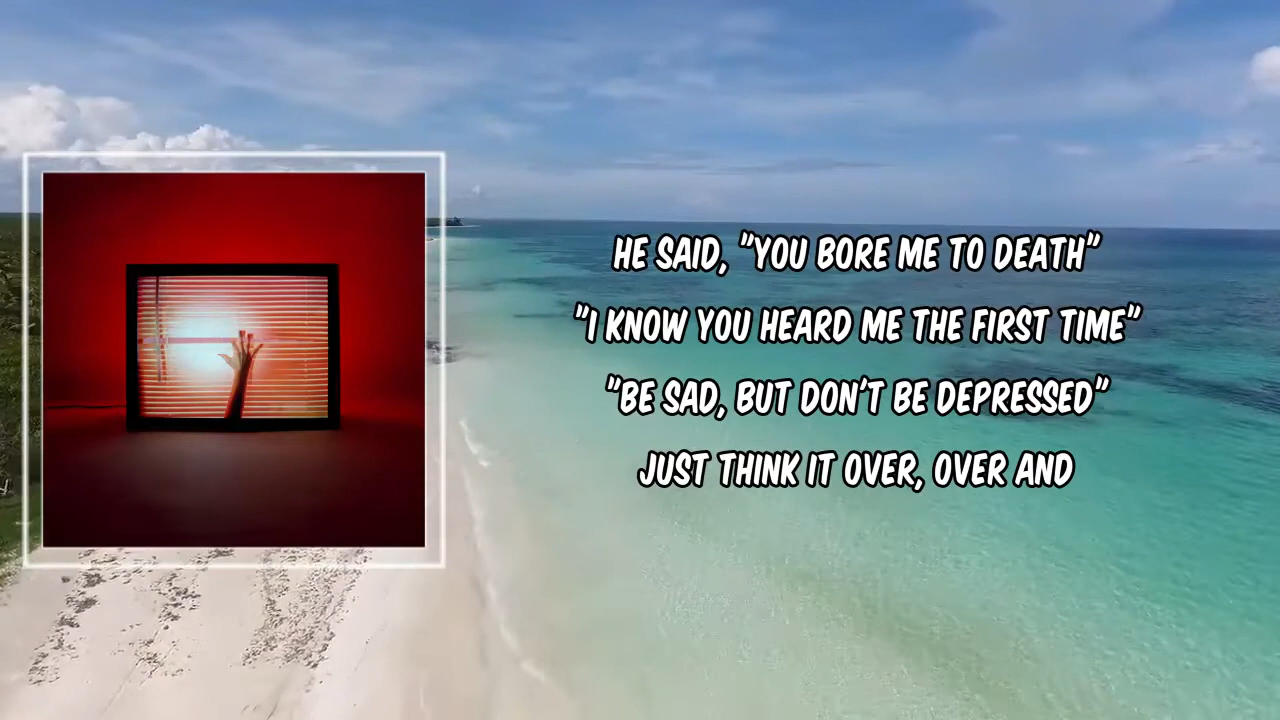 HE SAID, "YOU BORE ME TO DEATH"
"I KNOW YOU HEARD ME THE FIRST TIME"
"BE SAD, BUT DON'T BE DEPRESSED"
JUST THINK IT OVER, OVER AND